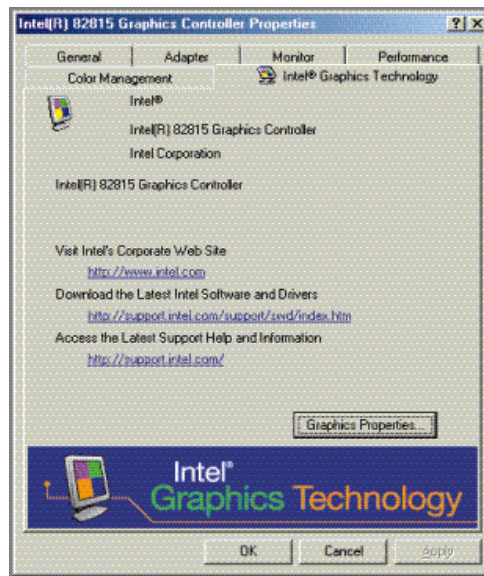 Intel(R) 82815 Graphics Controller Properties ? x
General Adapter Monitor Performance
Color Management Intel® Graphics Technology
Intel®
Intel(R) 82815 Graphics Controller
Intel Corporation
Intel(R) 82815 Graphics Controller
Visit Intel's Corporate Web Site
http://www.intel.com
Download the Latest Intel Software and Drivers
http://support.intel.com/support/swd/index.htm
Access the Latest Support Help and Information
http://support.intel.com/
Graphics Properties...
Intel®
Graphics Technology
OK Cancel Apply